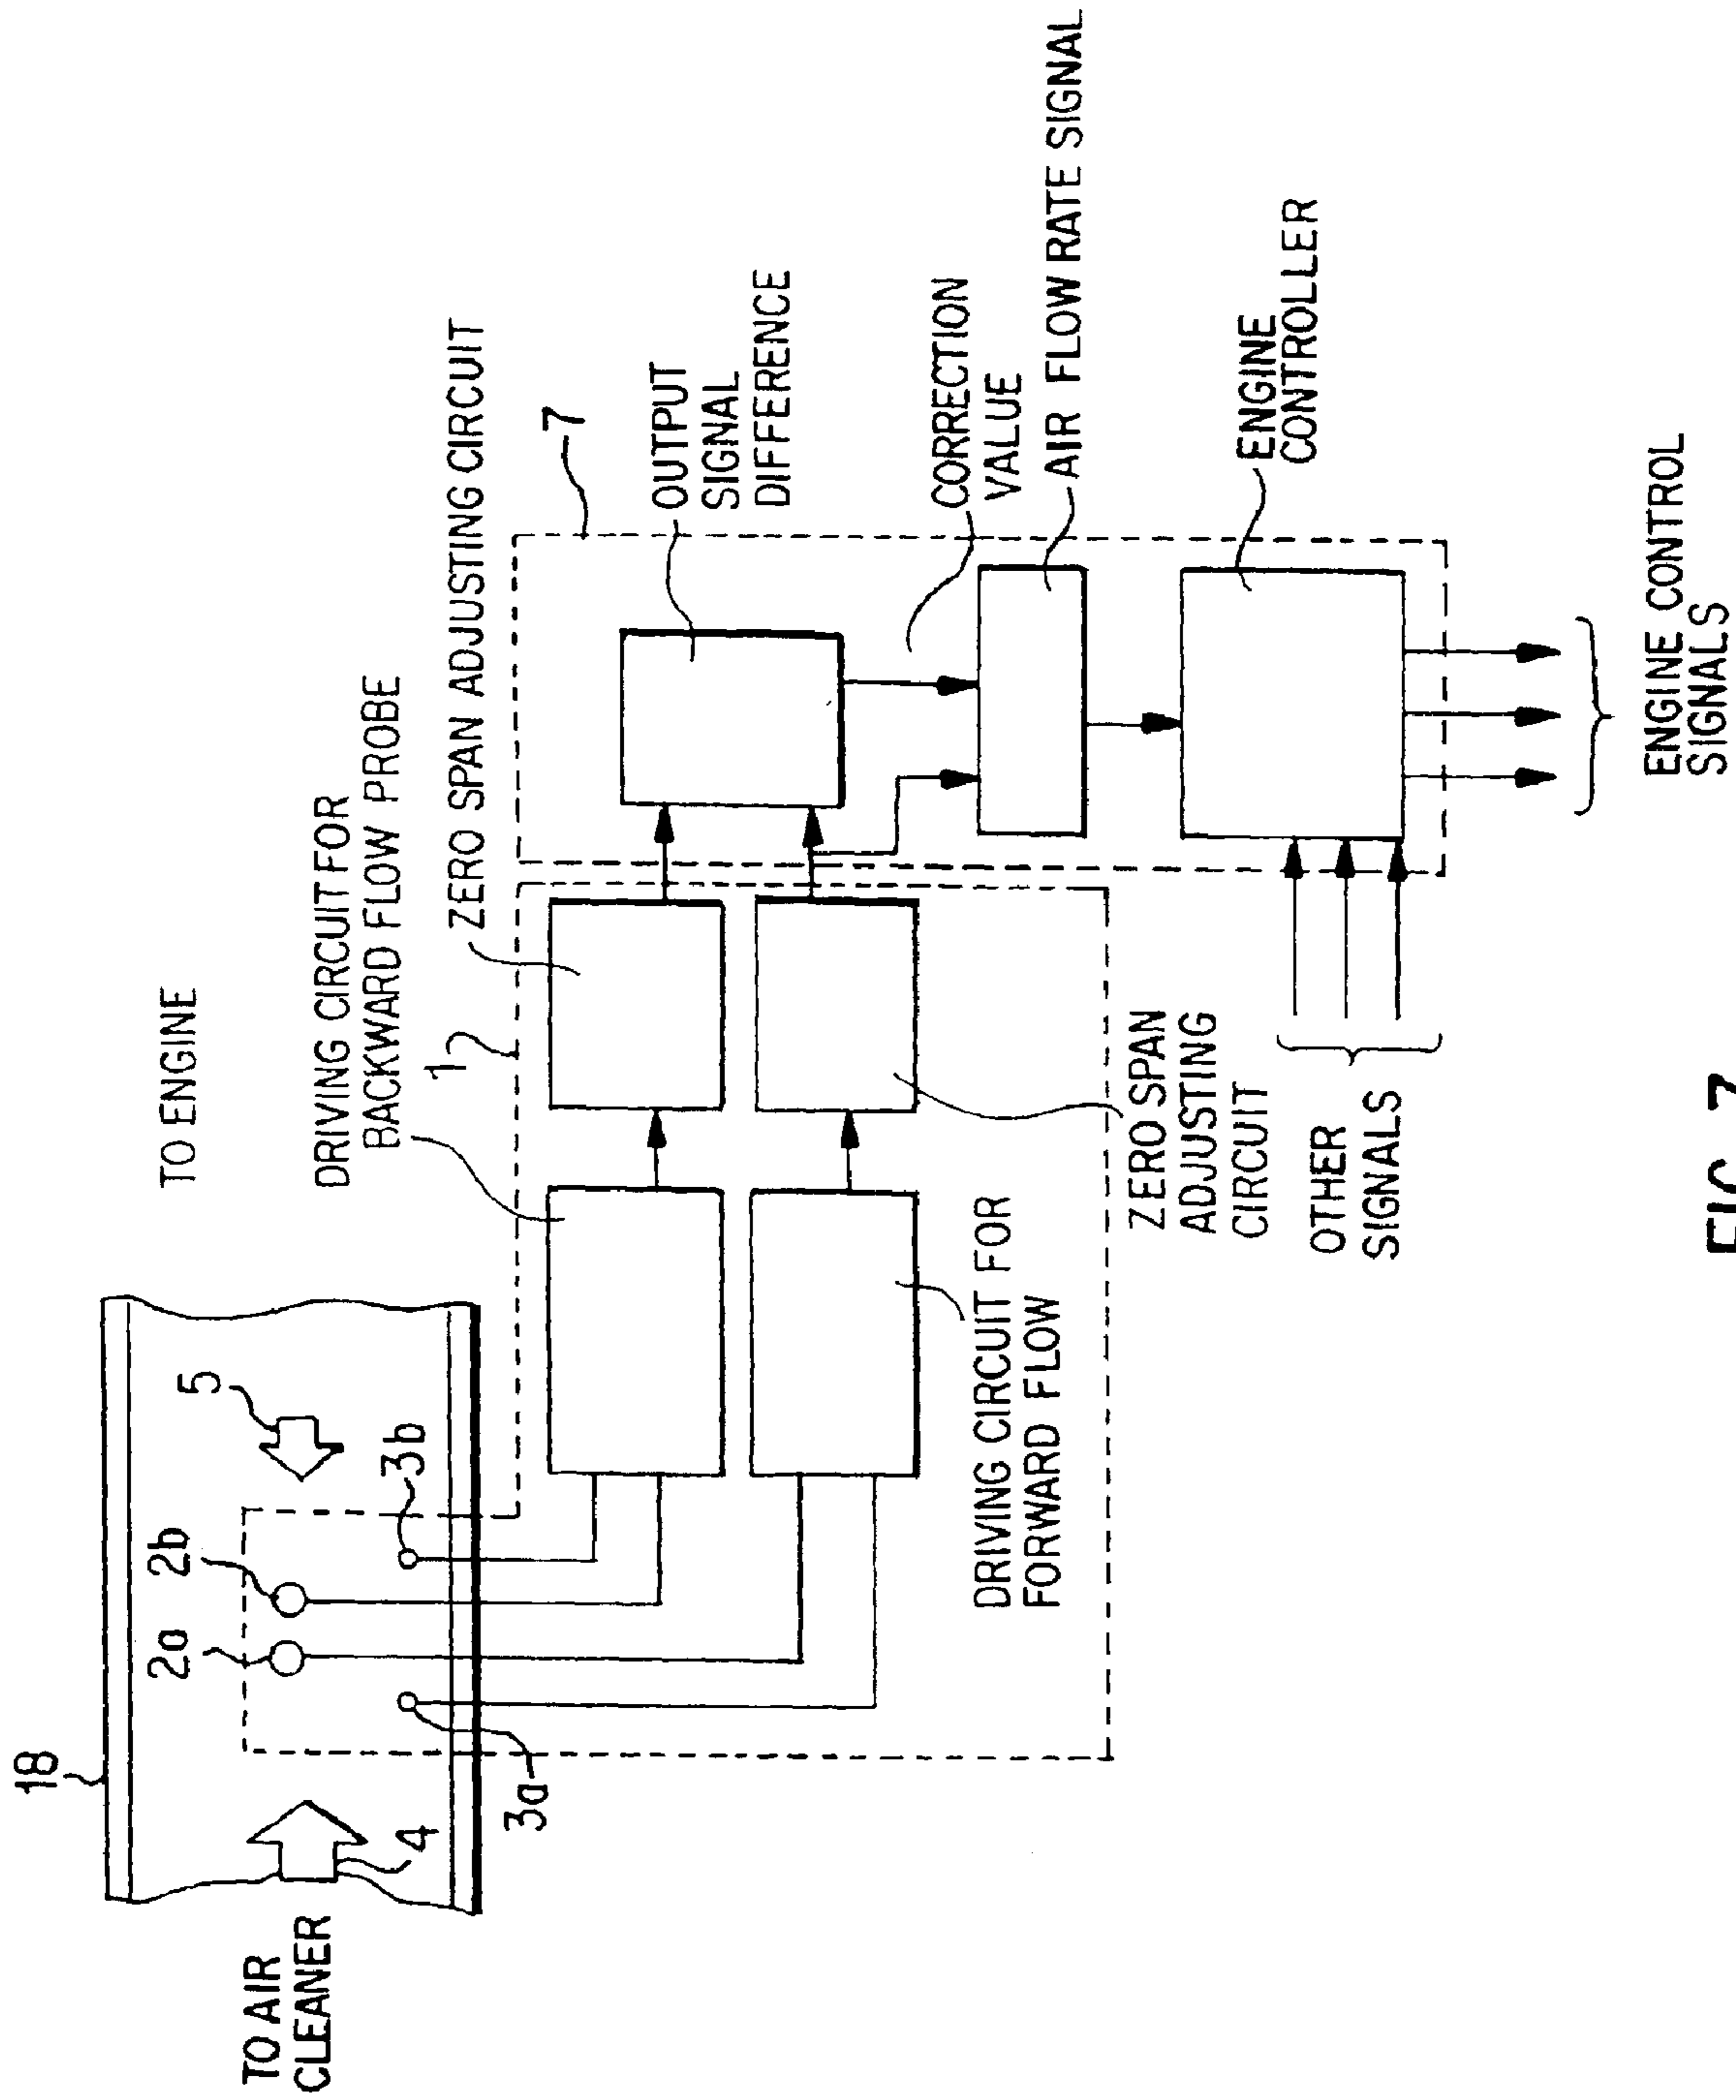 18
2a
2b
5
3b
4
3a
TO AIR
CLEANER
TO ENGINE
DRIVING CIRCUIT FOR
BACKWARD FLOW PROBE
1
ZERO SPAN ADJUSTING CIRCUIT
7
OUTPUT
SIGNAL
DIFFERENCE
CORRECTION
VALUE
AIR FLOW RATE SIGNAL
ENGINE
CONTROLLER
DRIVING CIRCUIT FOR
FORWARD FLOW
ZERO SPAN
ADJUSTING
CIRCUIT
OTHER
SIGNALS
ENGINE CONTROL
SIGNALS